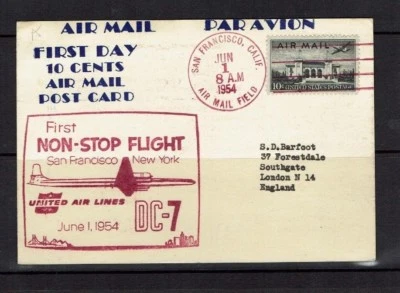 AIR MAIL PAR AVION
FIRST DAY
10 CENTS
AIR MAIL
POST CARD
SAN FRANCISCO, CALIF.
JUN
1
8 AM
1954
AIR MAIL FIELD
AIR MAIL
10¢ UNITED STATES POSTAGE
First
NON-STOP FLIGHT
San Francisco New York
UNITED AIR LINES
DC-7
June 1, 1954
S.D.Barfoot
37 Forestdale
Southgate
London N 14
England